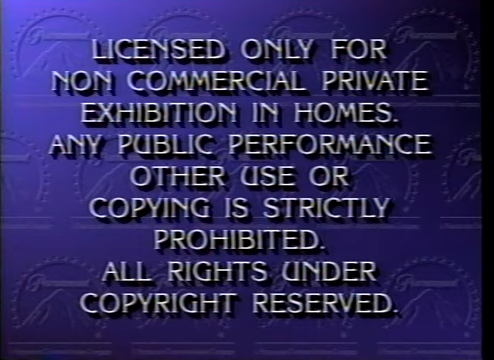 LICENSED ONLY FOR
NON COMMERCIAL PRIVATE
EXHIBITION IN HOMES.
ANY PUBLIC PERFORMANCE
OTHER USE OR
COPYING IS STRICTLY
PROHIBITED.
ALL RIGHTS UNDER
COPYRIGHT RESERVED.